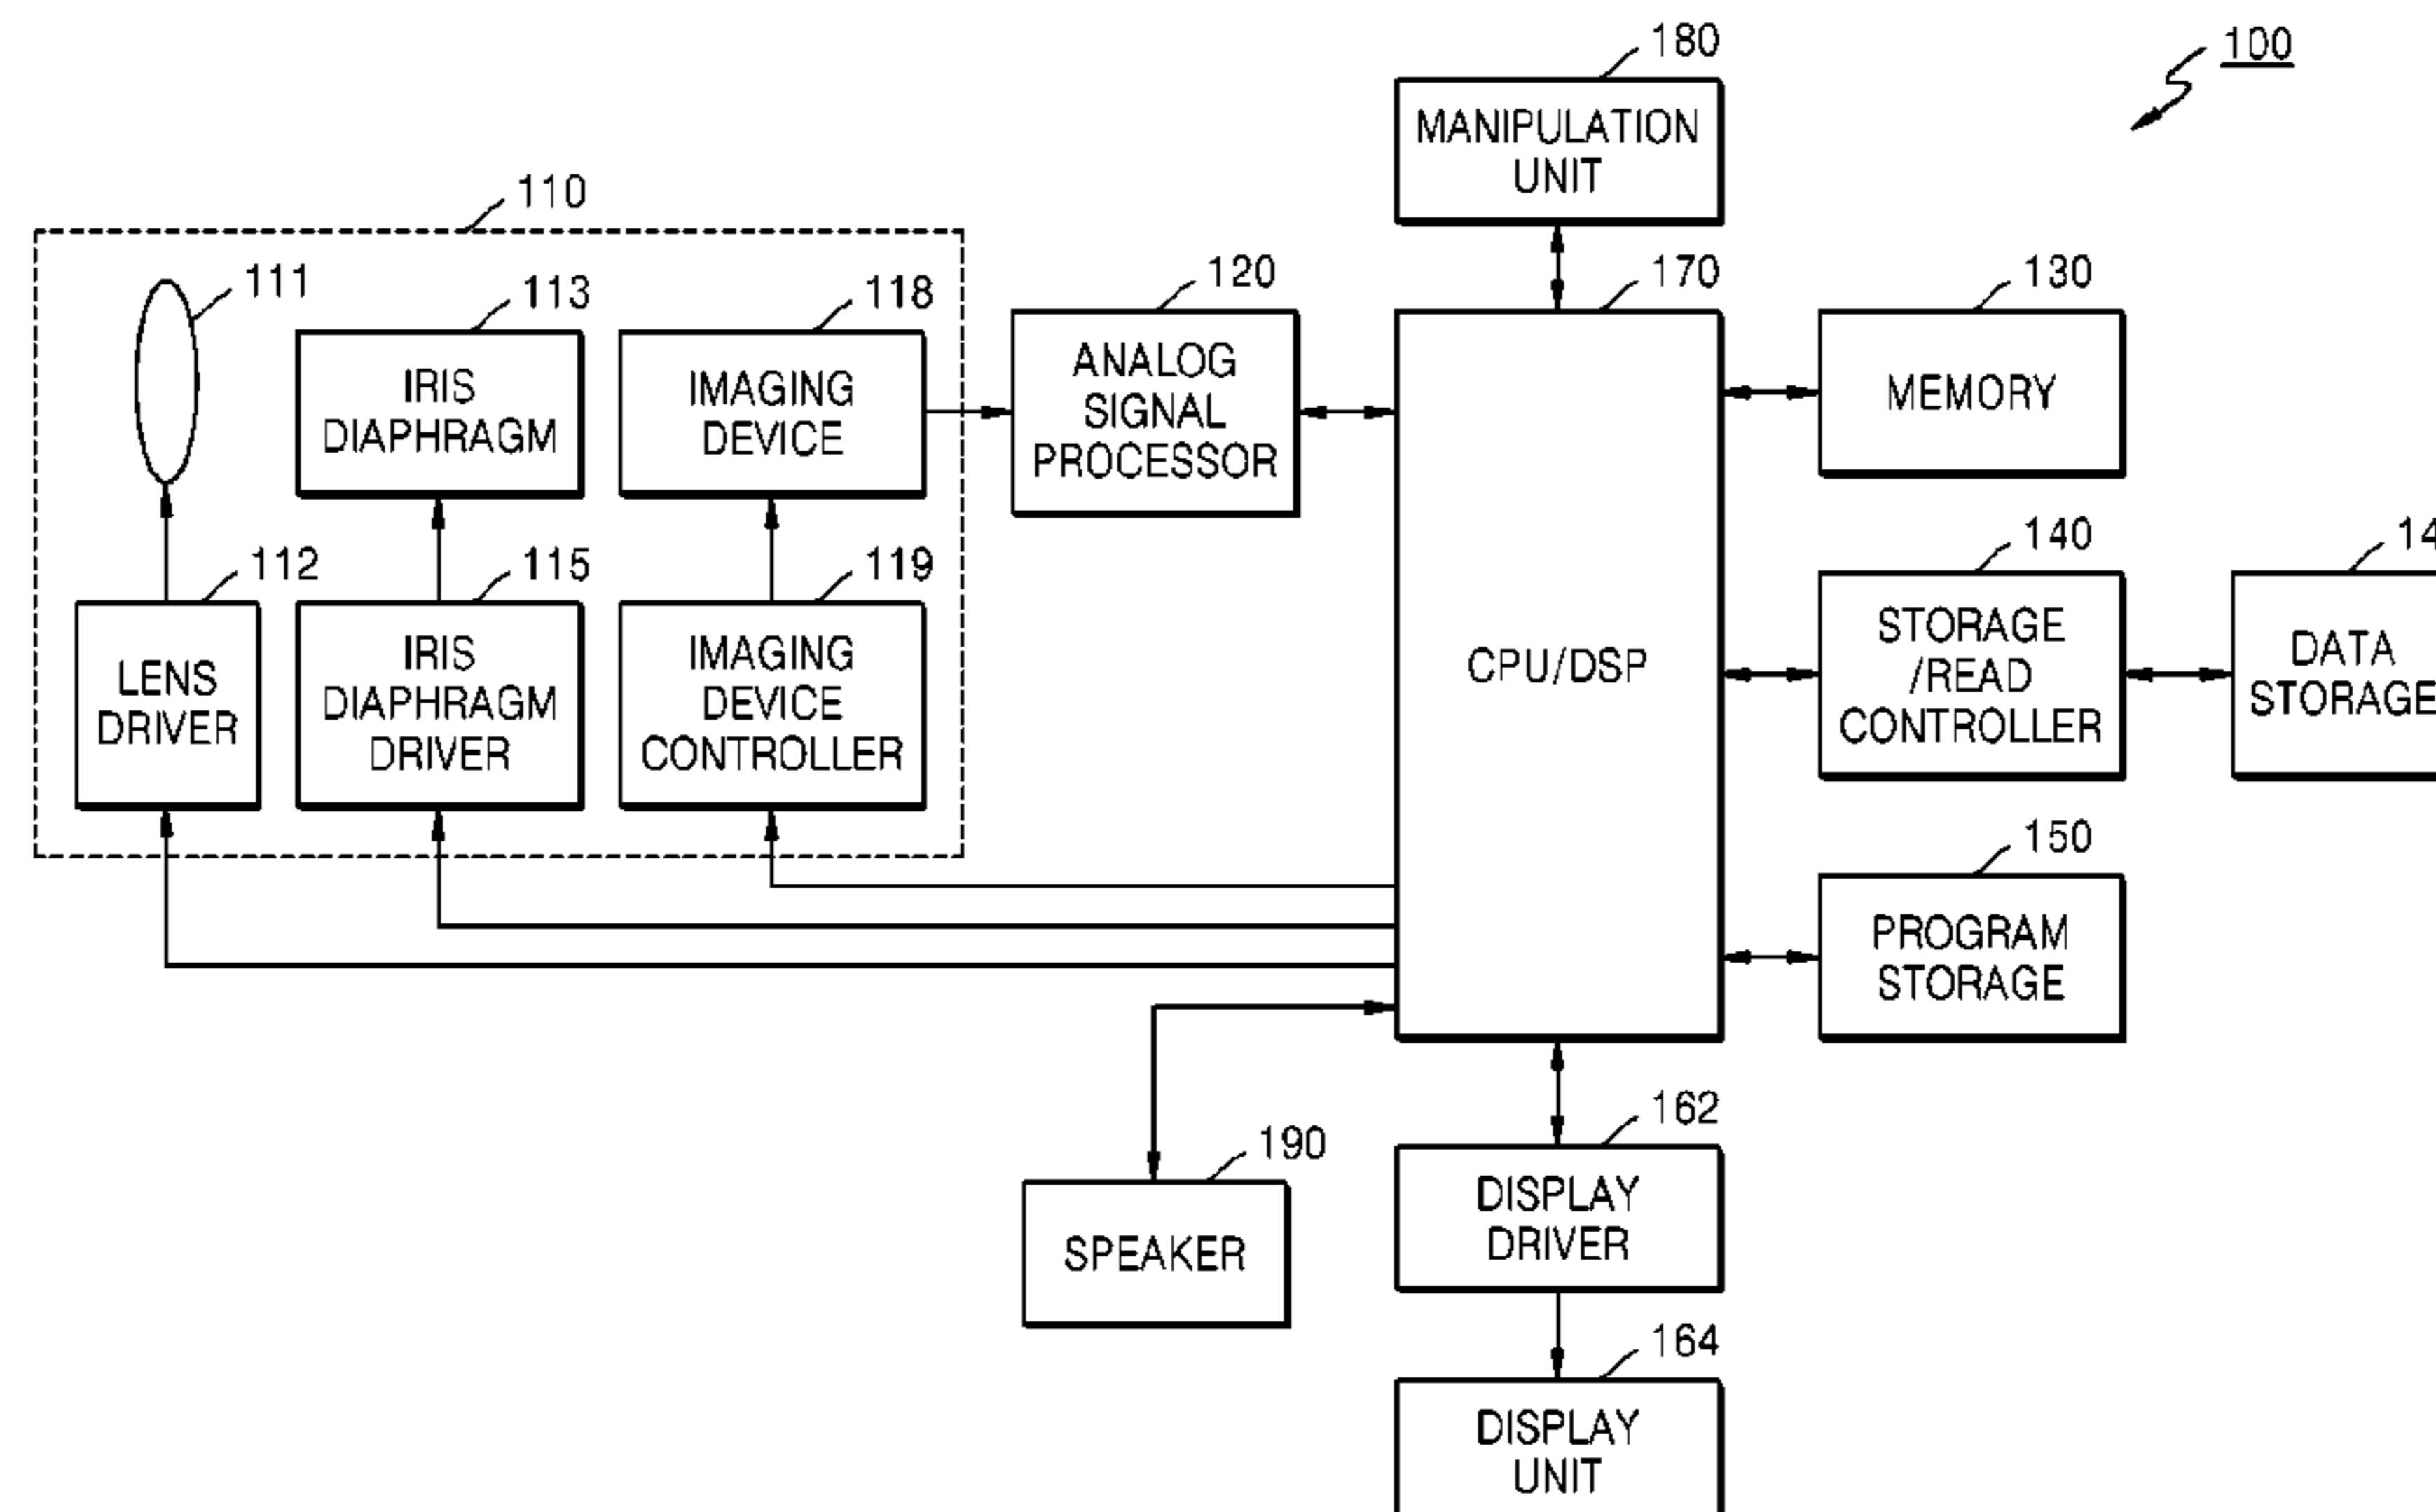 180
100
MANIPULATION
UNIT
110
111
113
118
120
170
130
IRIS
DIAPHRAGM
IMAGING
DEVICE
ANALOG
SIGNAL
PROCESSOR
MEMORY
112
115
119
140
LENS
DRIVER
IRIS
DIAPHRAGM
DRIVER
IMAGING
DEVICE
CONTROLLER
CPU/DSP
STORAGE
/READ
CONTROLLER
DATA
STORAGE
150
PROGRAM
STORAGE
190
SPEAKER
162
DISPLAY
DRIVER
164
DISPLAY
UNIT